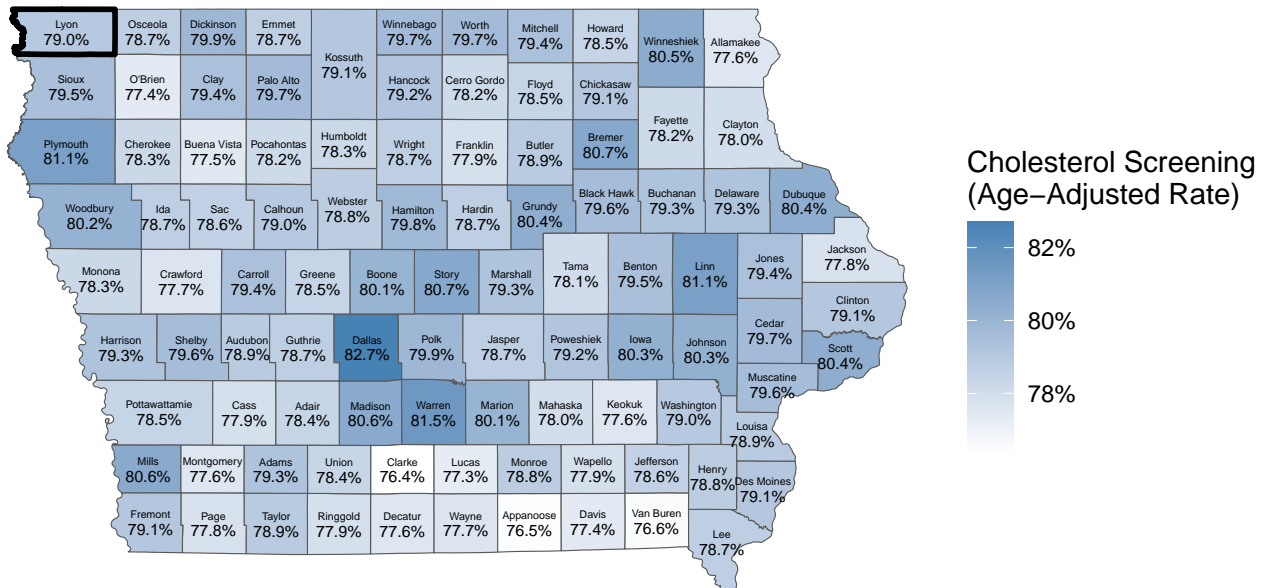 Lyon
79.0%
Osceola
78.7%
Dickinson
79.9%
Emmet
78.7%
Kossuth
79.1%
Winnebago
79.7%
Worth
79.7%
Mitchell
79.4%
Howard
78.5%
Winneshiek
80.5%
Allamakee
77.6%
Sioux
79.5%
O'Brien
77.4%
Clay
79.4%
Palo Alto
79.7%
Hancock
79.2%
Cerro Gordo
78.2%
Floyd
78.5%
Chickasaw
79.1%
Fayette
78.2%
Clayton
78.0%
Plymouth
81.1%
Cherokee
78.3%
Buena Vista
77.5%
Pocahontas
78.2%
Humboldt
78.3%
Wright
78.7%
Franklin
77.9%
Butler
78.9%
Bremer
80.7%
Woodbury
80.2%
Ida
78.7%
Sac
78.6%
Calhoun
79.0%
Webster
78.8%
Hamilton
79.8%
Hardin
78.7%
Grundy
80.4%
Black Hawk
79.6%
Buchanan
79.3%
Delaware
79.3%
Dubuque
80.4%
Monona
78.3%
Crawford
77.7%
Carroll
79.4%
Greene
78.5%
Boone
80.1%
Story
80.7%
Marshall
79.3%
Tama
78.1%
Benton
79.5%
Linn
81.1%
Jones
79.4%
Jackson
77.8%
Clinton
79.1%
Harrison
79.3%
Shelby
79.6%
Audubon
78.9%
Guthrie
78.7%
Dallas
82.7%
Polk
79.9%
Jasper
78.7%
Poweshiek
79.2%
Iowa
80.3%
Johnson
80.3%
Cedar
79.7%
Scott
80.4%
Muscatine
79.6%
Pottawattamie
78.5%
Cass
77.9%
Adair
78.4%
Madison
80.6%
Warren
81.5%
Marion
80.1%
Mahaska
78.0%
Keokuk
77.6%
Washington
79.0%
Louisa
78.9%
Mills
80.6%
Montgomery
77.6%
Adams
79.3%
Union
78.4%
Clarke
76.4%
Lucas
77.3%
Monroe
78.8%
Wapello
77.9%
Jefferson
78.6%
Henry
78.8%
Des Moines
79.1%
Fremont
79.1%
Page
77.8%
Taylor
78.9%
Ringgold
77.9%
Decatur
77.6%
Wayne
77.7%
Appanoose
76.5%
Davis
77.4%
Van Buren
76.6%
Lee
78.7%
Cholesterol Screening
(Age−Adjusted Rate)
82%
80%
78%